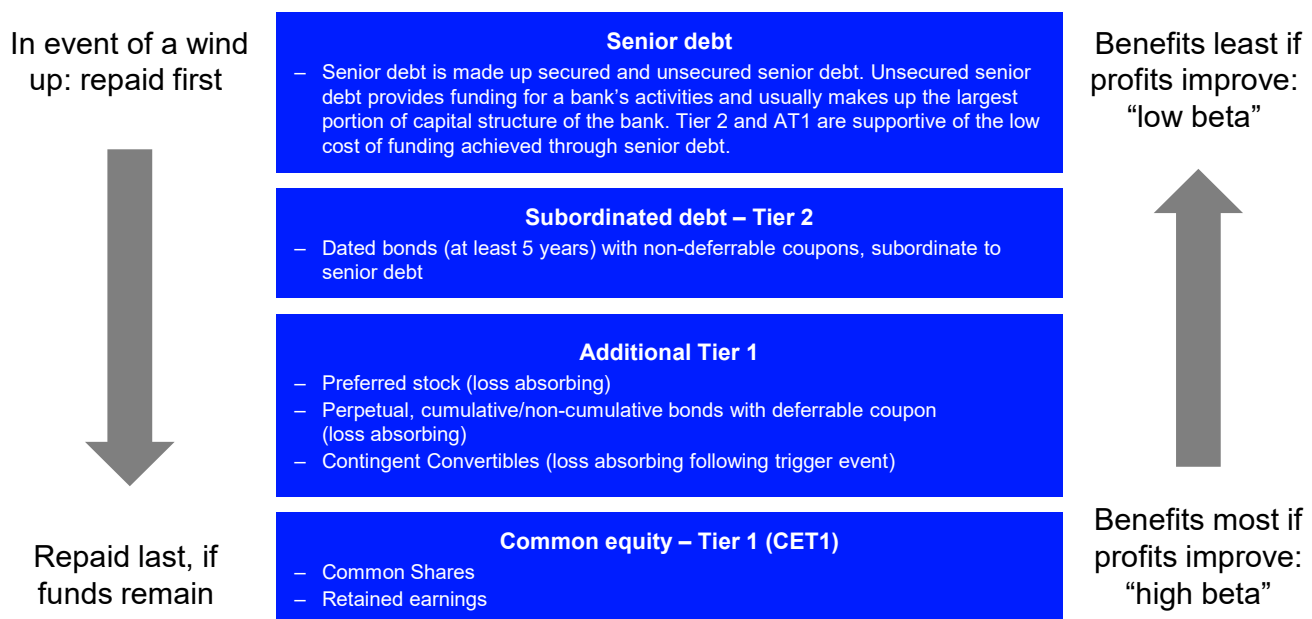 In event of a wind
up: repaid first
Senior debt
– Senior debt is made up secured and unsecured senior debt. Unsecured senior
debt provides funding for a bank's activities and usually makes up the largest
portion of capital structure of the bank. Tier 2 and AT1 are supportive of the low
cost of funding achieved through senior debt.
Benefits least if
profits improve:
"low beta"
Subordinated debt – Tier 2
– Dated bonds (at least 5 years) with non-deferrable coupons, subordinate to
senior debt
Additional Tier 1
– Preferred stock (loss absorbing)
– Perpetual, cumulative/non-cumulative bonds with deferrable coupon
(loss absorbing)
– Contingent Convertibles (loss absorbing following trigger event)
Repaid last, if
funds remain
Common equity – Tier 1 (CET1)
– Common Shares
– Retained earnings
Benefits most if
profits improve:
"high beta"